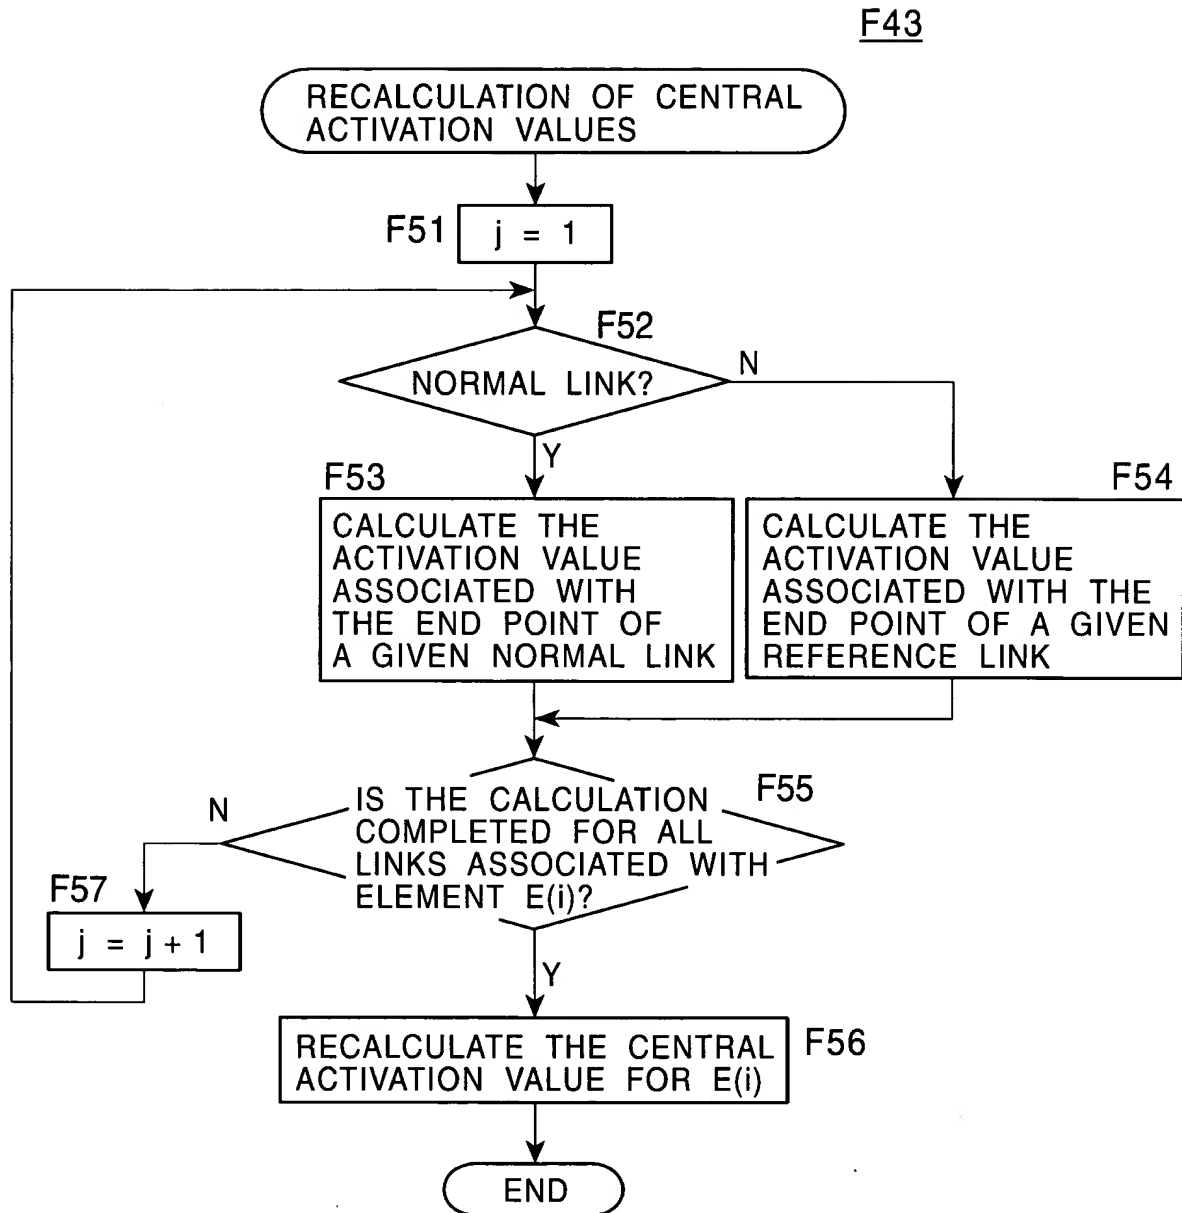 F43
RECALCULATION OF CENTRAL
ACTIVATION VALUES
F51
j = 1
F52
NORMAL LINK?
N
Y
F53
CALCULATE THE
ACTIVATION VALUE
ASSOCIATED WITH
THE END POINT OF
A GIVEN NORMAL LINK
F54
CALCULATE THE
ACTIVATION VALUE
ASSOCIATED WITH THE
END POINT OF A GIVEN
REFERENCE LINK
F55
IS THE CALCULATION
COMPLETED FOR ALL
LINKS ASSOCIATED WITH
ELEMENT E(i)?
N
F57
j = j + 1
Y
RECALCULATE THE CENTRAL
ACTIVATION VALUE FOR E(i)
F56
END